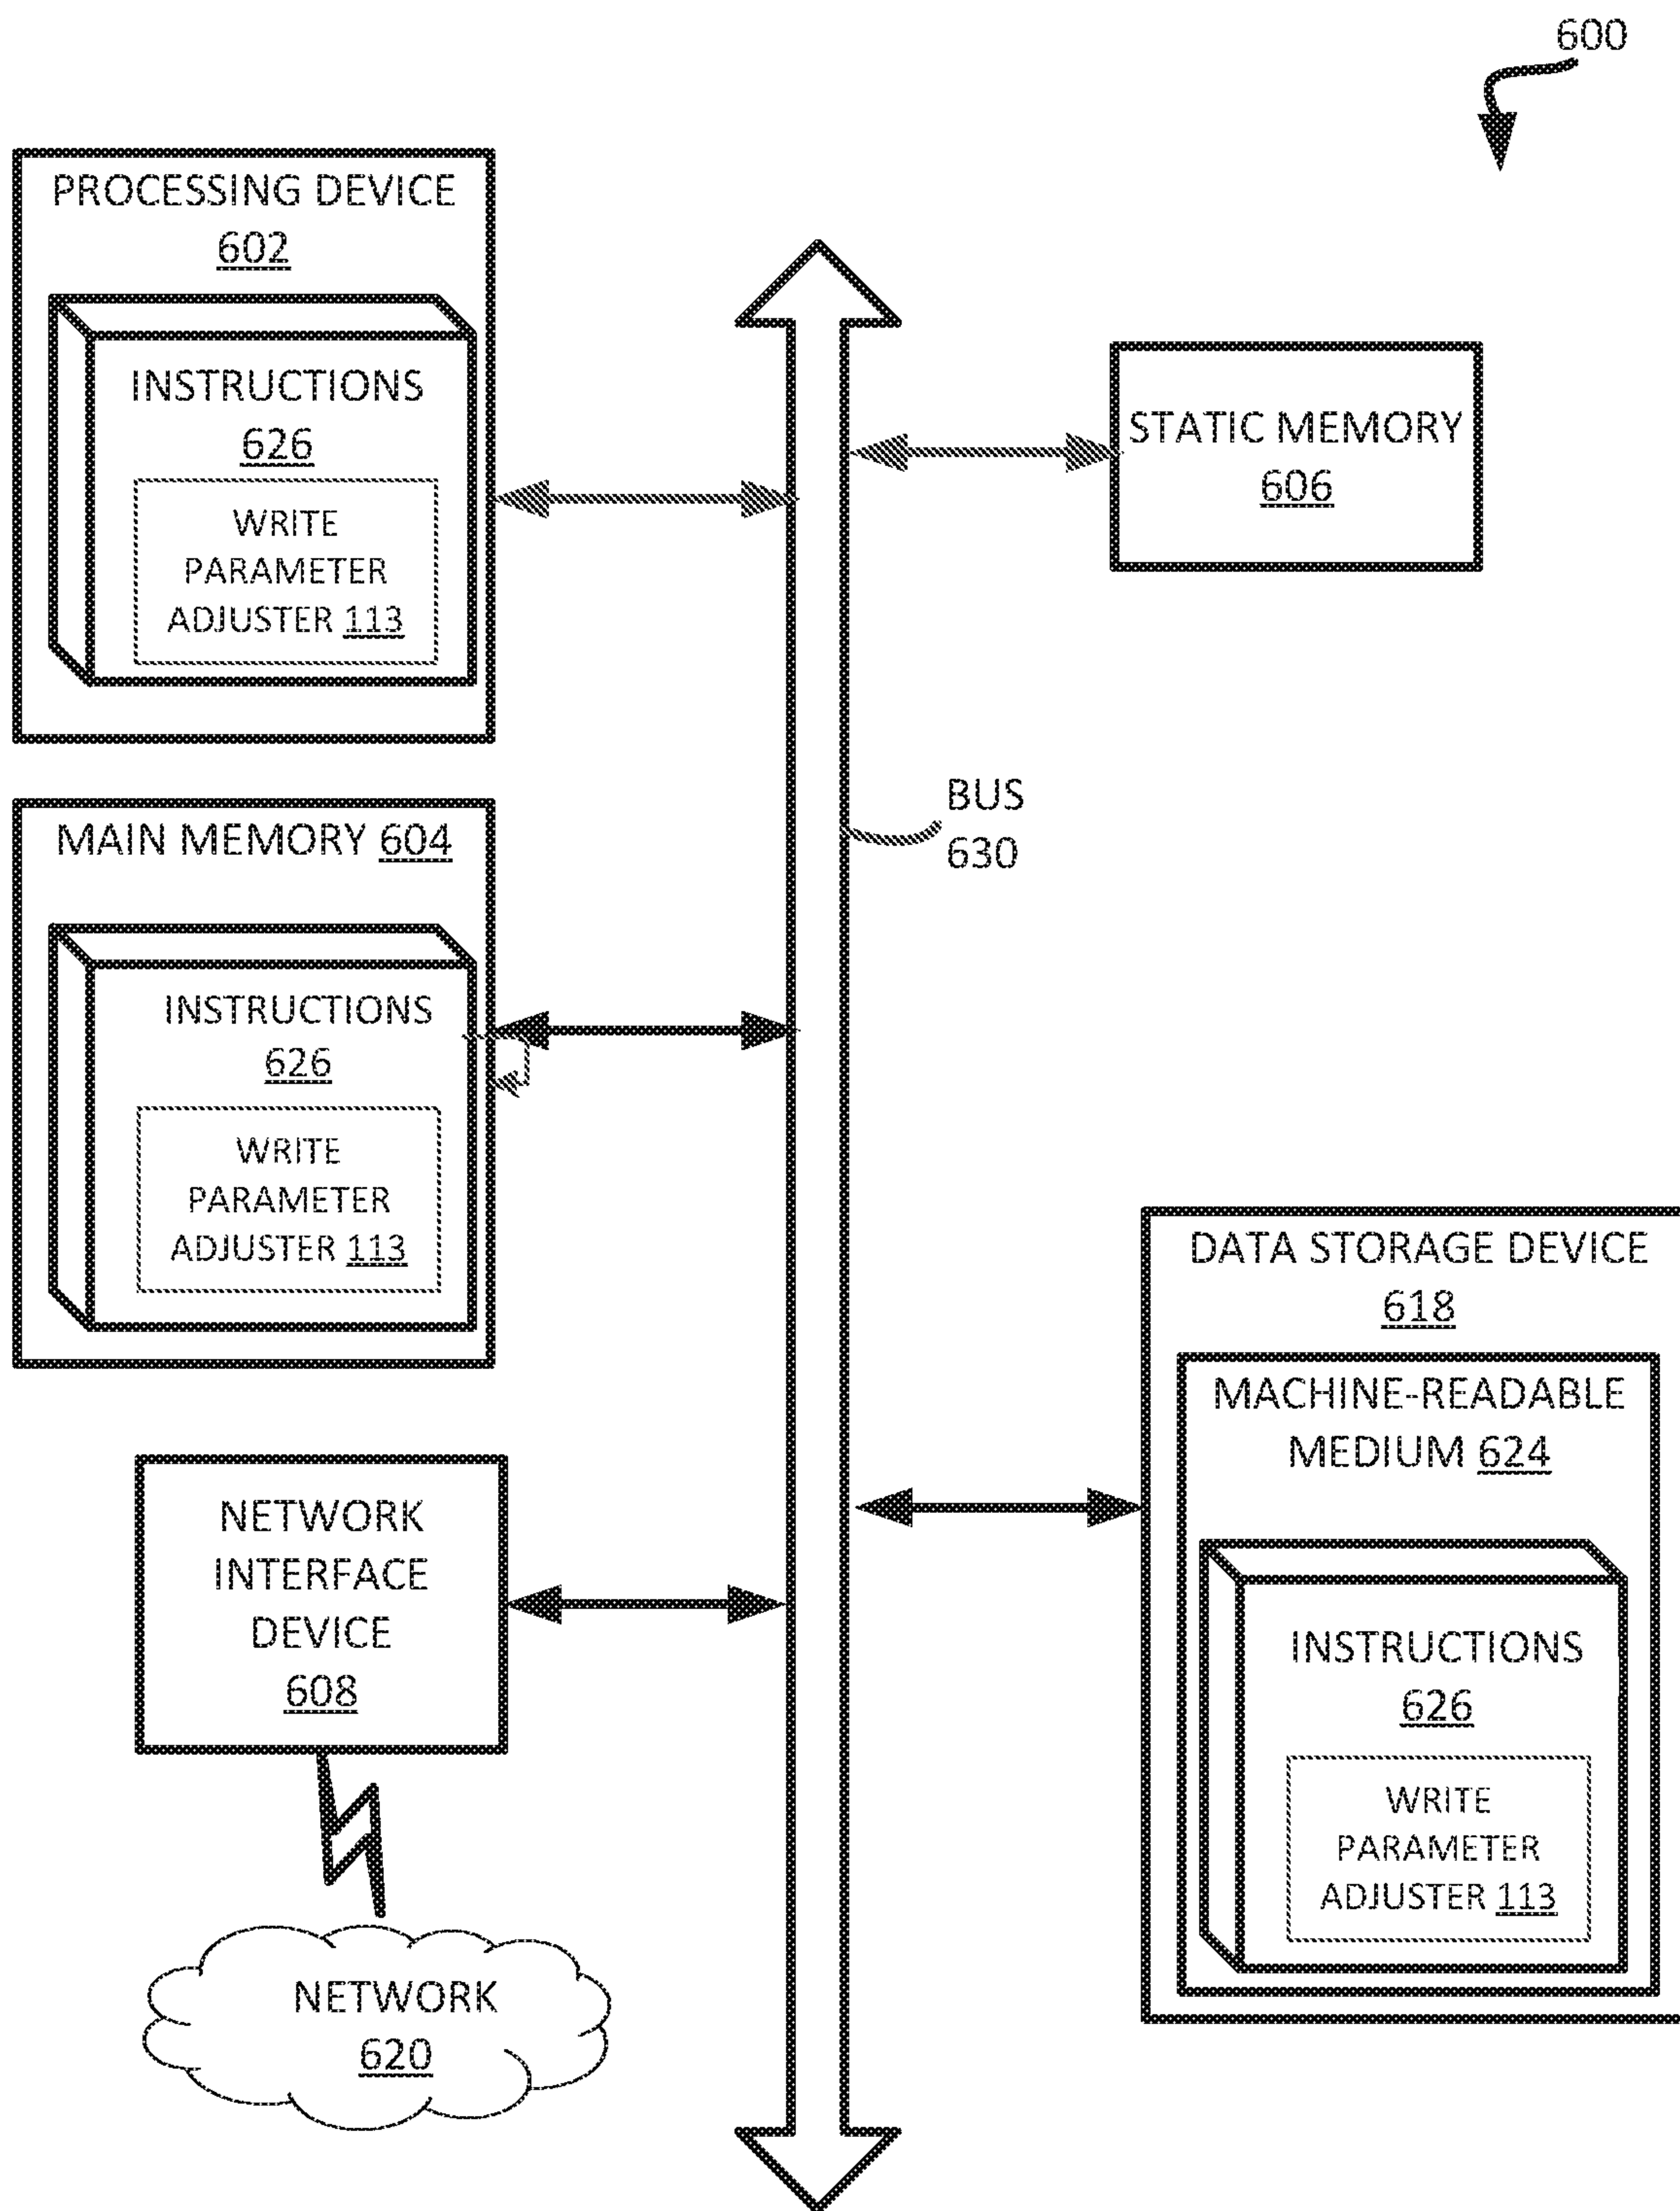 600
PROCESSING DEVICE
602
INSTRUCTIONS
626
WRITE
PARAMETER
ADJUSTER 113
STATIC MEMORY
606
BUS
630
MAIN MEMORY 604
INSTRUCTIONS
626
WRITE
PARAMETER
ADJUSTER 113
DATA STORAGE DEVICE
618
MACHINE-READABLE
MEDIUM 624
INSTRUCTIONS
626
WRITE
PARAMETER
ADJUSTER 113
NETWORK
INTERFACE
DEVICE
608
NETWORK
620